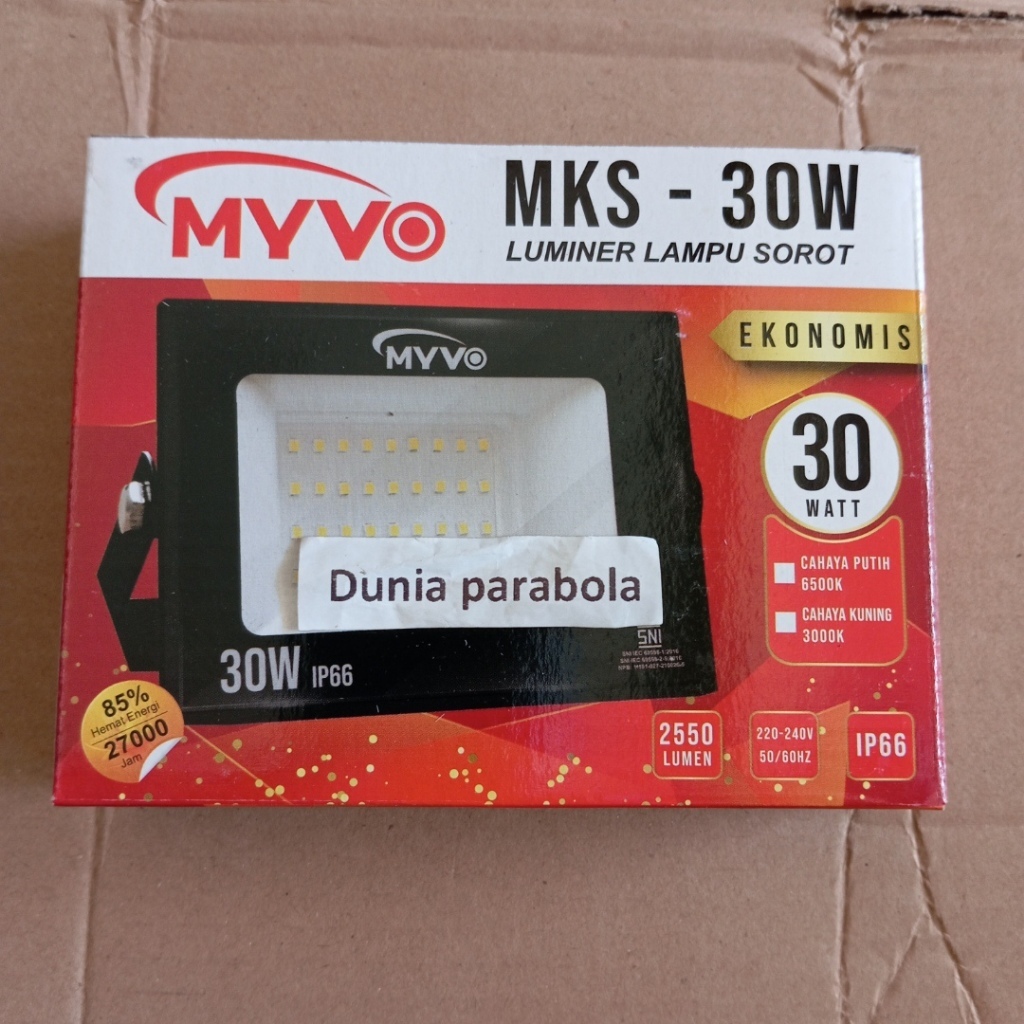 MYVO
MKS - 30W
LUMINER LAMPU SOROT
MYVO
EKONOMIS
30
WATT
CAHAYA PUTIH
6500K
CAHAYA KUNING
3000K
Dunia parabola
SNI
30W IP66
85%
Hemat Energi
27000
Jam
2550
LUMEN
220-240V
50/60HZ
IP66